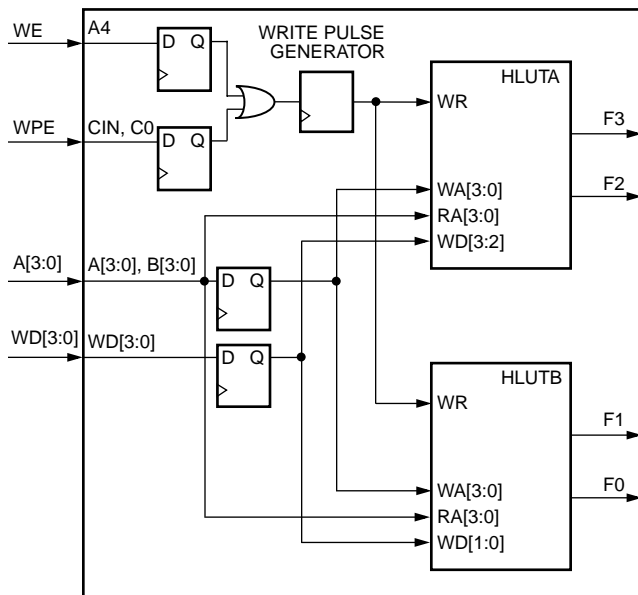 WE
A4
D Q
WRITE PULSE
GENERATOR
HLUTA
WR
F3
WPE
CIN, C0
D Q
F2
WA[3:0]
RA[3:0]
WD[3:2]
A[3:0]
A[3:0], B[3:0]
D Q
WD[3:0]
WD[3:0]
D Q
HLUTB
WR
F1
F0
WA[3:0]
RA[3:0]
WD[1:0]